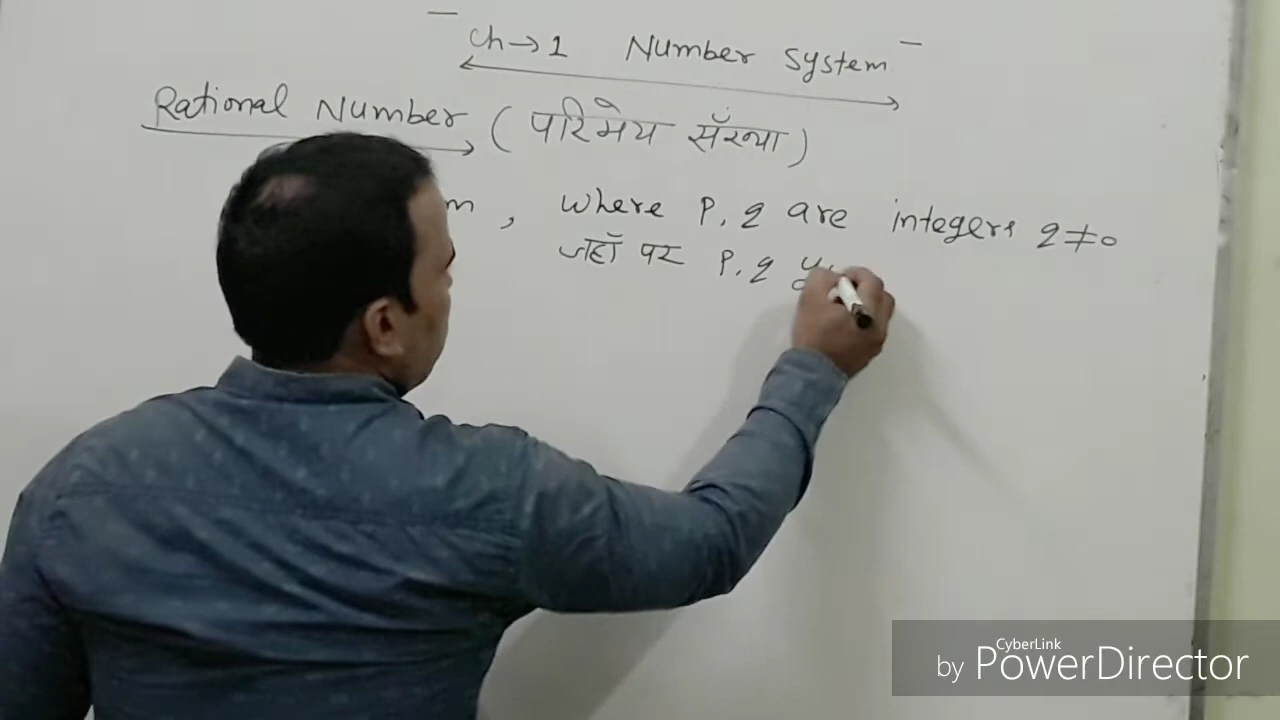 Ch→1 Number System
Rational Number (परिमेय सँख्या)
, where P, q are integers q≠0
जहाँ पर P, q
CyberLink
by PowerDirector